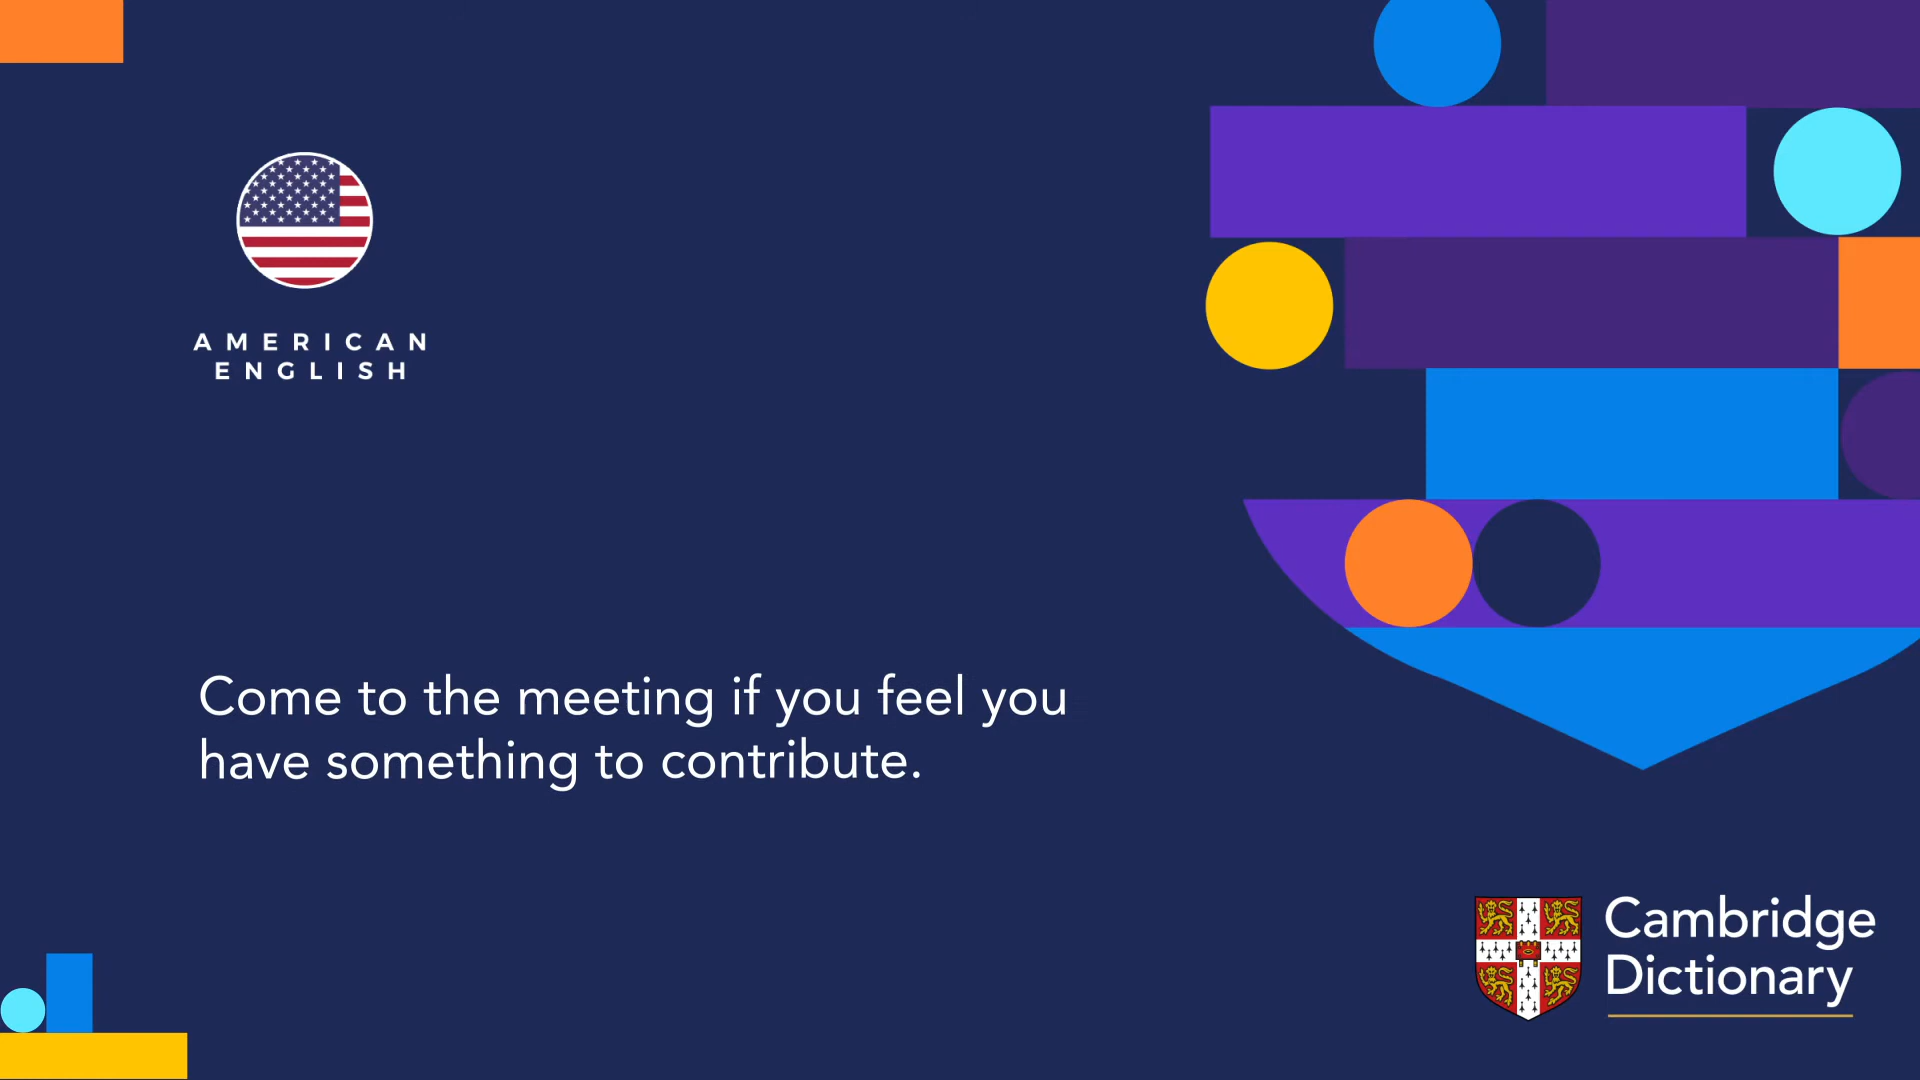 AMERICAN
ENGLISH
Come to the meeting if you feel you
have something to contribute.
Cambridge
Dictionary